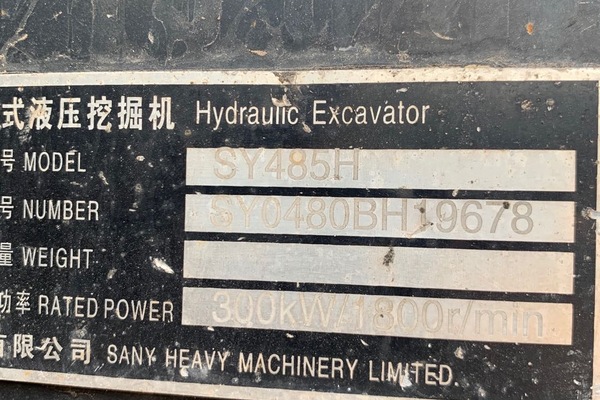 式液压挖掘机 Hydraulic Excavator
号 MODEL SY485H
号 NUMBER SY0480BH19678
量 WEIGHT
功率 RATED POWER 300kW/1800r/min
有限公司 SANY HEAVY MACHINERY LIMITED.